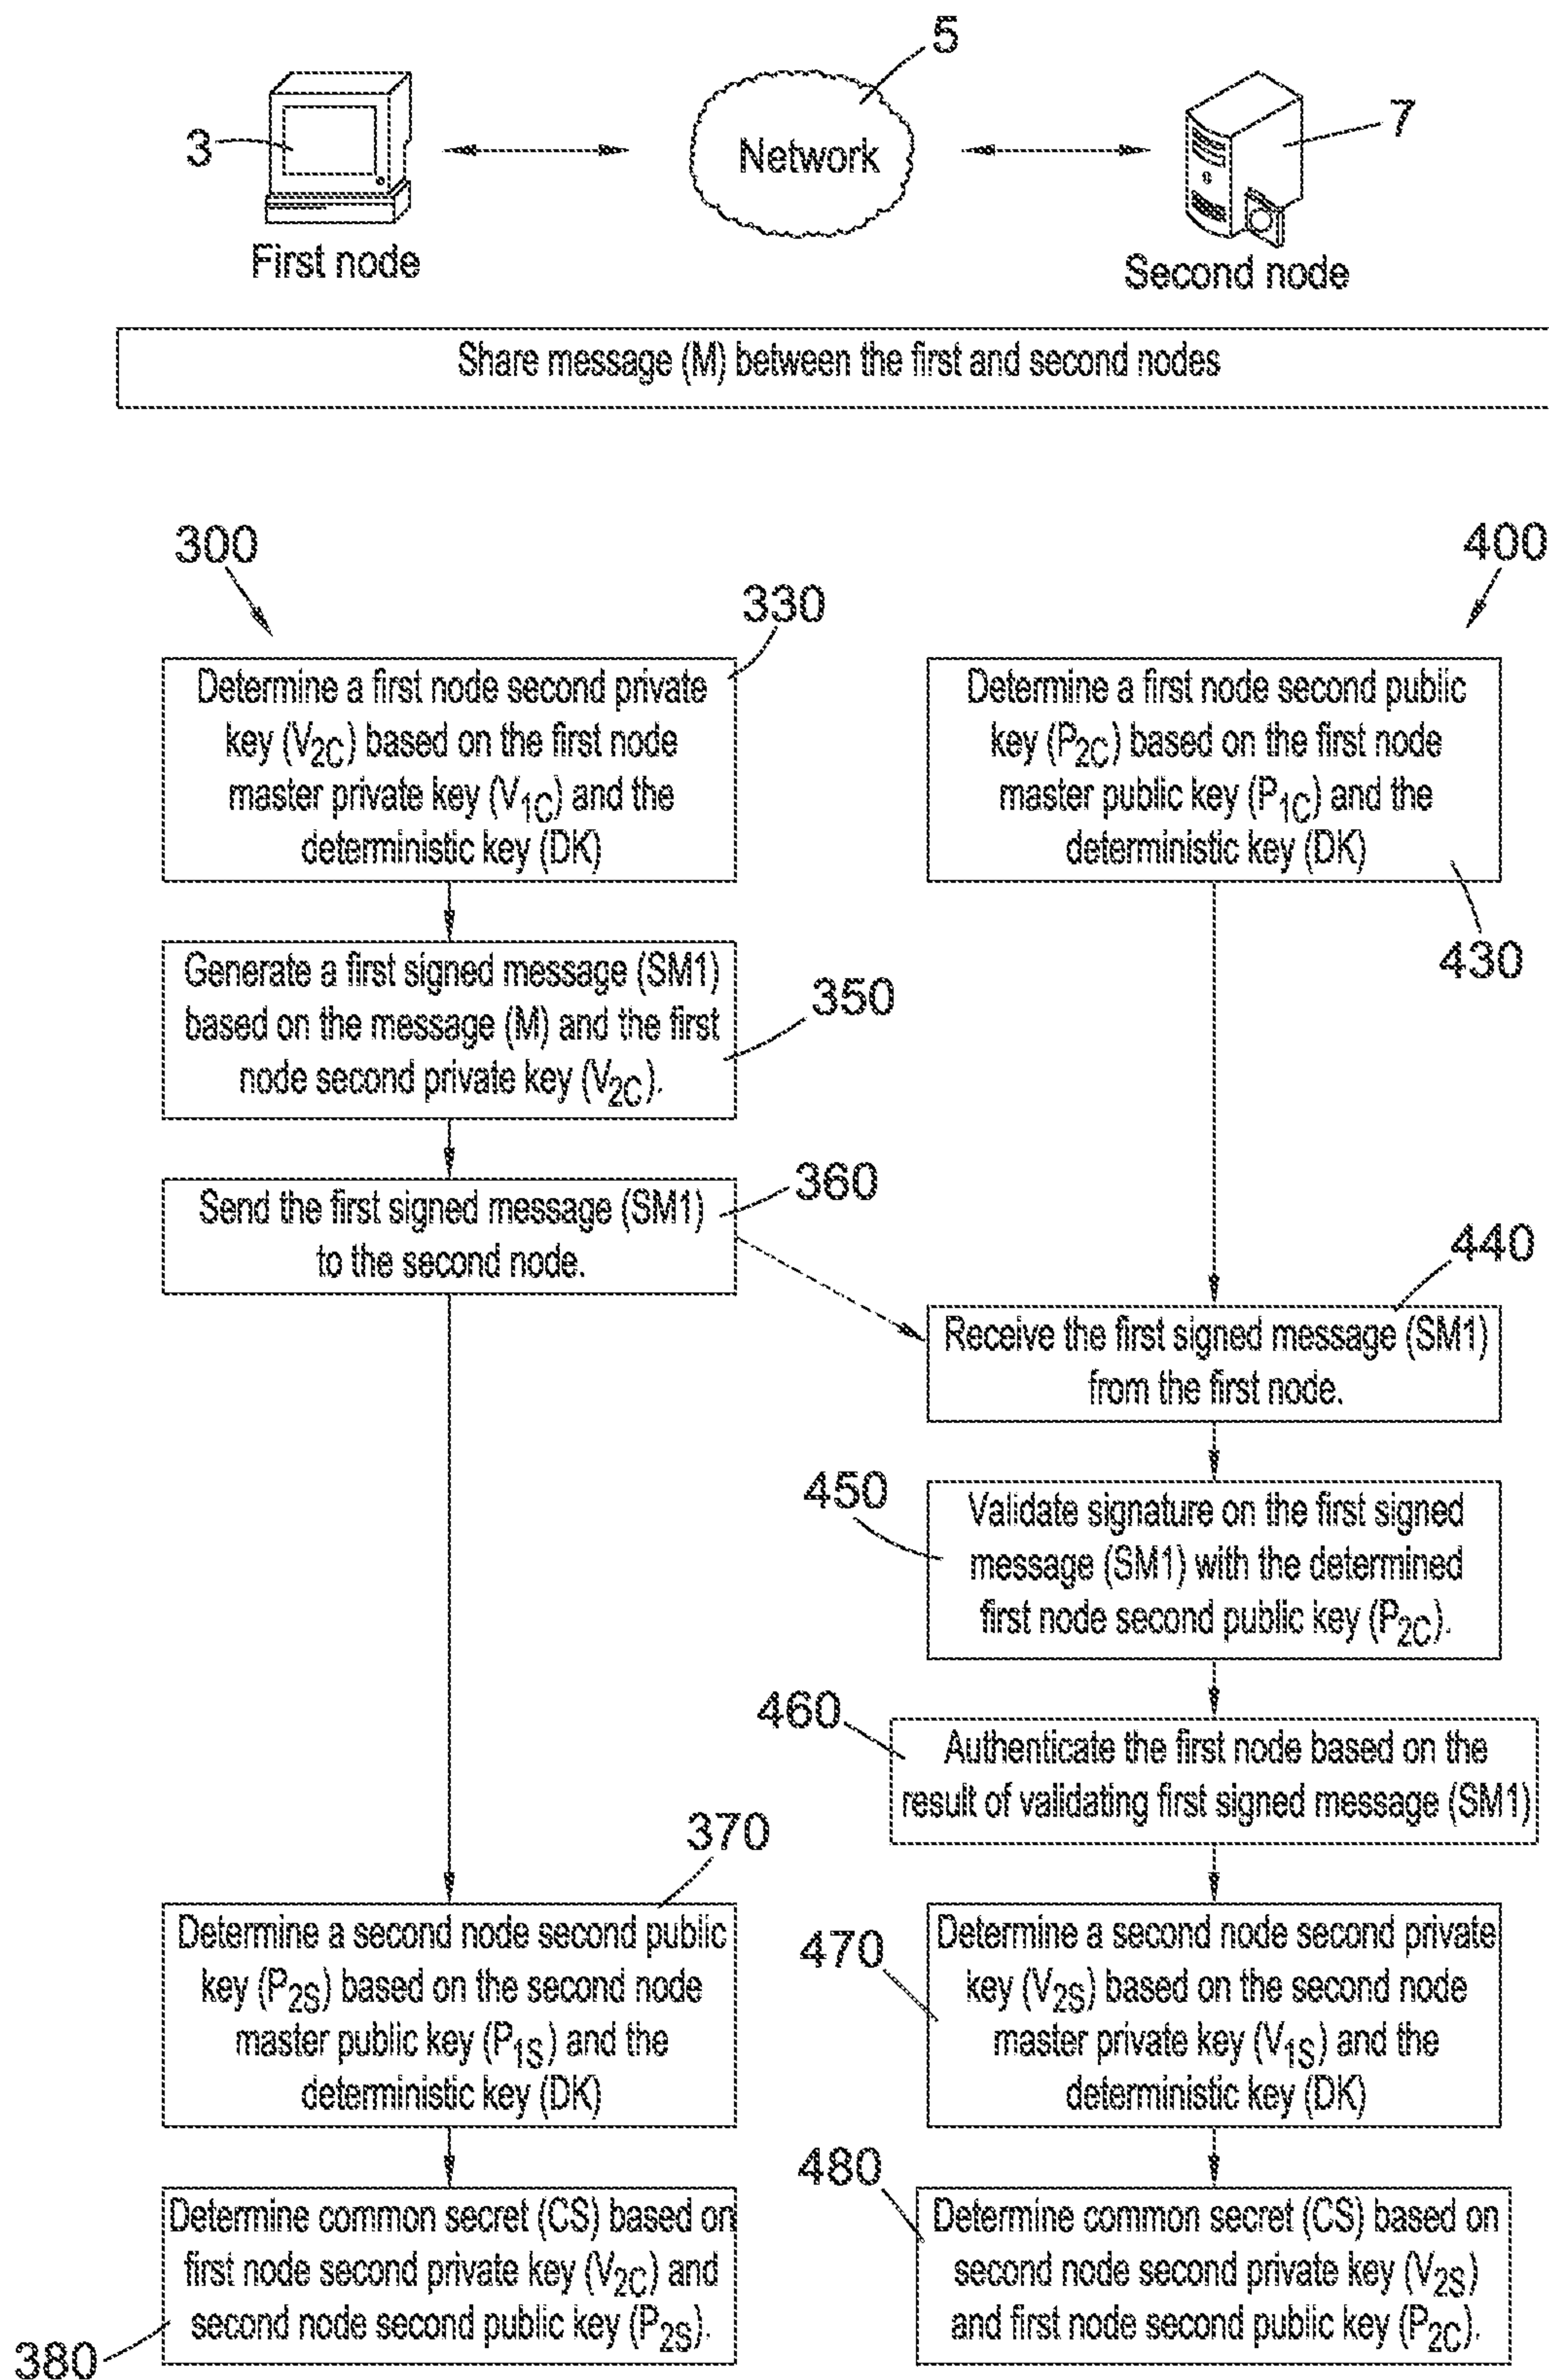 5
3
Network
7
First node
Second node
Share message (M) between the first and second nodes
300
400
330
Determine a first node second private
key (V2C) based on the first node
master private key (V1C) and the
deterministic key (DK)
Determine a first node second public
key (P2C) based on the first node
master public key (P1C) and the
deterministic key (DK)
430
Generate a first signed message (SM1)
based on the message (M) and the first
node second private key (V2C).
350
Send the first signed message (SM1)
to the second node.
360
440
Receive the first signed message (SM1)
from the first node.
450
Validate signature on the first signed
message (SM1) with the determined
first node second public key (P2C).
460
Authenticate the first node based on the
result of validating first signed message (SM1)
370
Determine a second node second public
key (P2S) based on the second node
master public key (P1S) and the
deterministic key (DK)
470
Determine a second node second private
key (V2S) based on the second node
master private key (V1S) and the
deterministic key (DK)
Determine common secret (CS) based on
first node second private key (V2C) and
second node second public key (P2S).
380
480
Determine common secret (CS) based on
second node second private key (V2S)
and first node second public key (P2C).